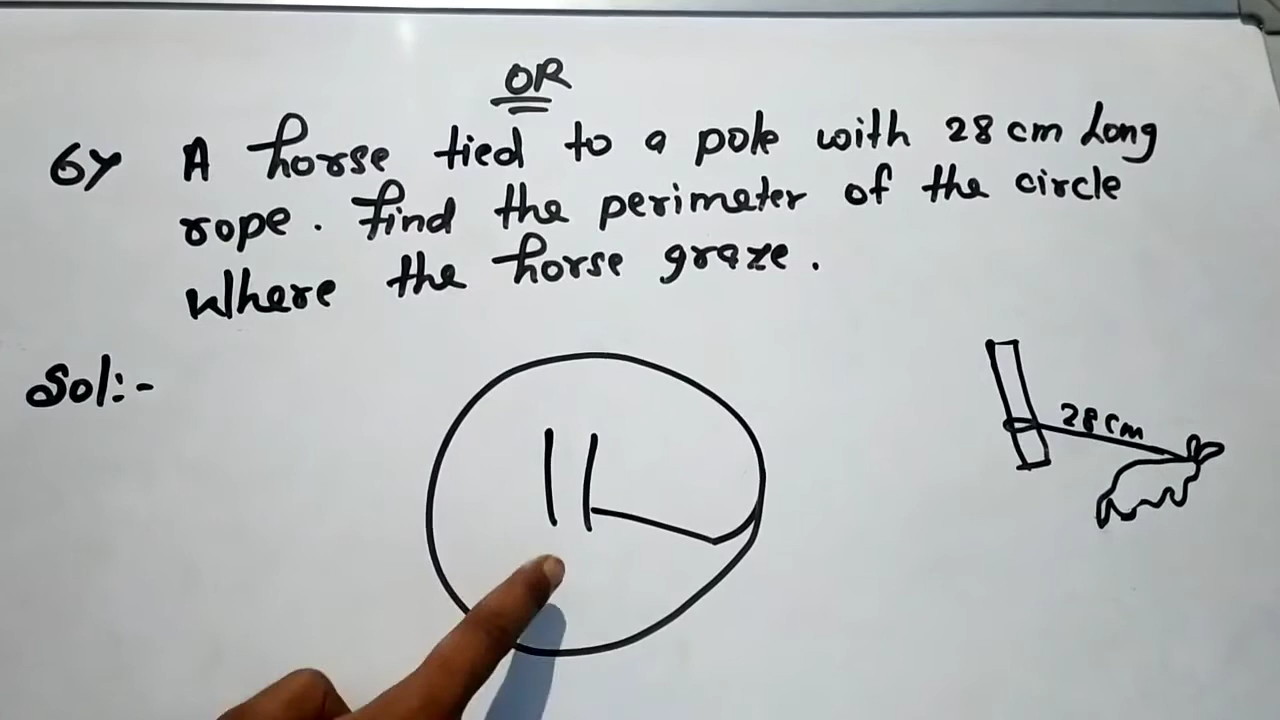 OR
6y A horse tied to a pole with 28 cm Long
rope. find the perimeter of the circle
Where the horse graze.
Sol:-
28 cm